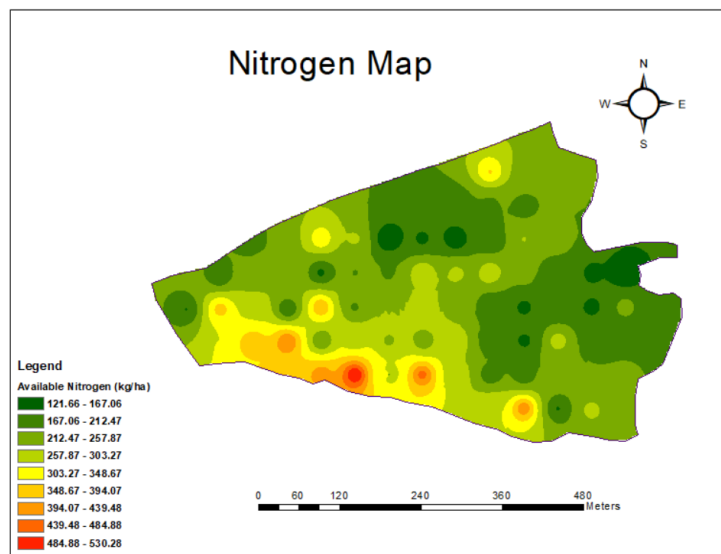 Nitrogen Map
N
W E
S
Legend
Available Nitrogen (kg/ha)
121.66 - 167.06
167.06 - 212.47
212.47 - 257.87
257.87 - 303.27
303.27 - 348.67
348.67 - 394.07
394.07 - 439.48
439.48 - 484.88
484.88 - 530.28
0 60 120 240 360 480
Meters